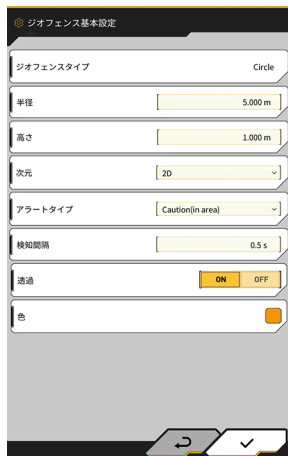 ジオフェンス基本設定
ジオフェンスタイプ Circle
半径 5.000 m
高さ 1.000 m
次元 2D
アラートタイプ Caution(in area)
検知間隔 0.5 s
透過 ON OFF
色